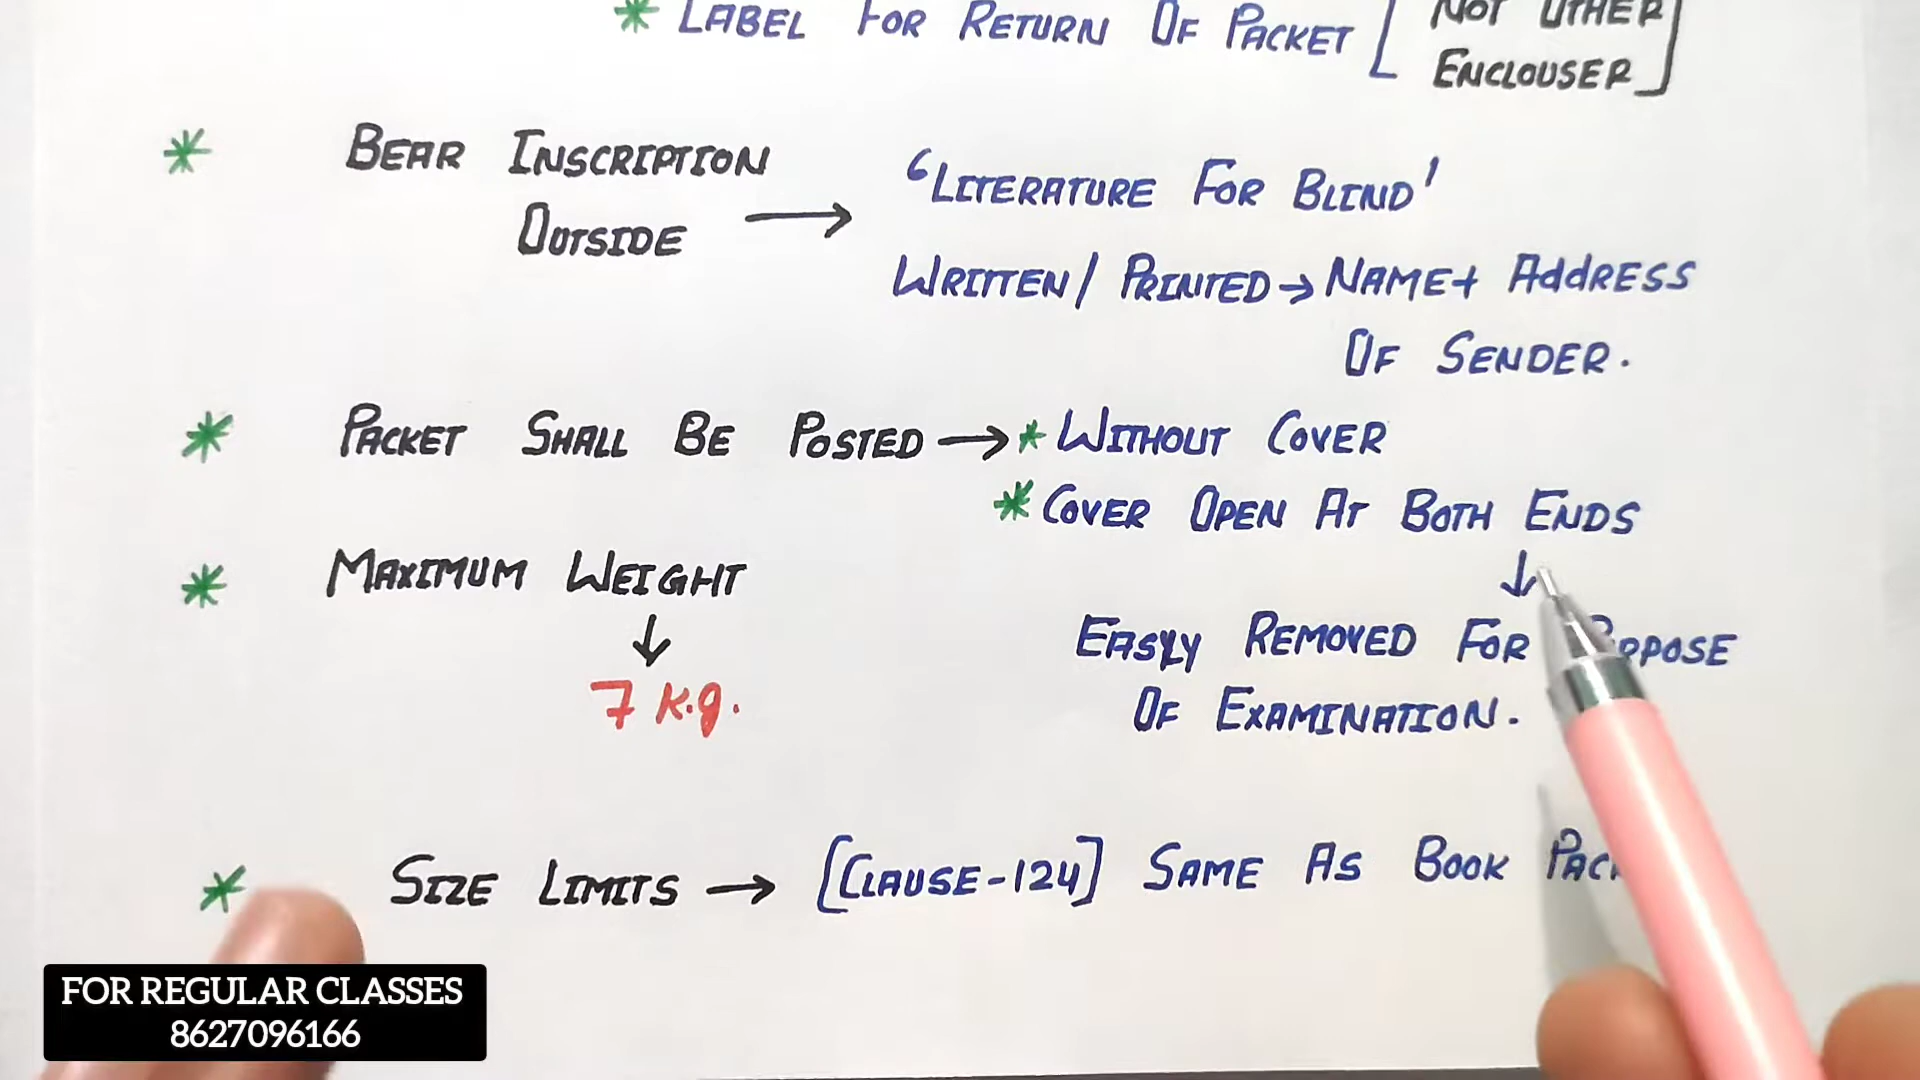 * LABEL FOR RETURN OF PACKET [ NOT OTHER
ENCLOUSER ]
* BEAR INSCRIPTION
OUTSIDE → 'LITERATURE FOR BLIND'
WRITTEN / PRINTED → NAME + ADDRESS
OF SENDER.
* PACKET SHALL BE POSTED → * WITHOUT COVER
* COVER OPEN AT BOTH ENDS
↓
EASLY REMOVED FOR
OF EXAMINATION.
* MAXIMUM WEIGHT
↓
7 K.g.
* SIZE LIMITS → [CLAUSE-124] SAME AS BOOK
FOR REGULAR CLASSES
8627096166